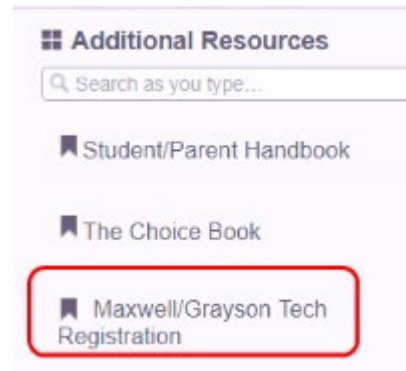 Additional Resources
Search as you type...
Student/Parent Handbook
The Choice Book
Maxwell/Grayson Tech
Registration